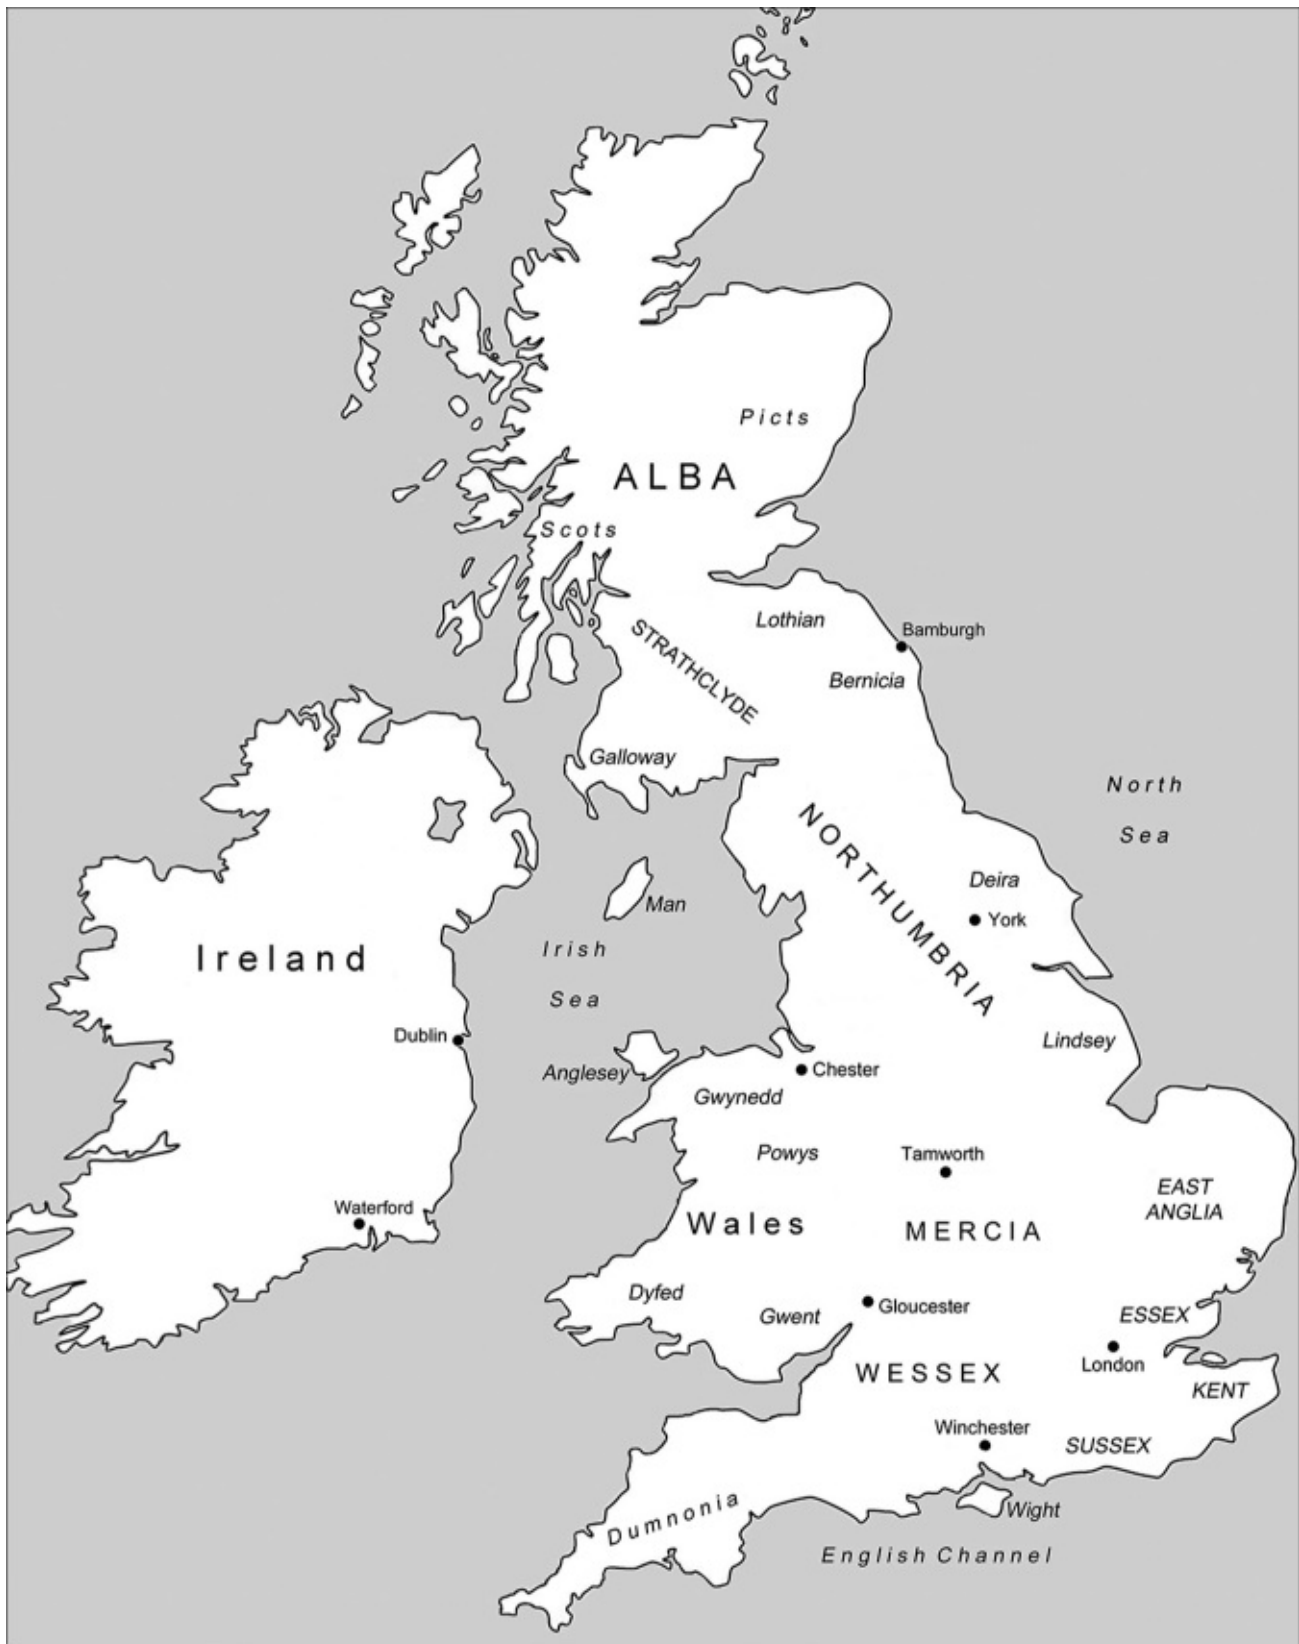 Picts
ALBA
Scots
Lothian
STRATHCLYDE
Bamburgh
Bernicia
Galloway
North
Sea
NORTHUMBRIA
Deira
Man
York
Irish
Sea
Ireland
Dublin
Lindsey
Anglesey
Chester
Gwynedd
Powys
Tamworth
EAST
ANGLIA
Waterford
Wales
MERCIA
Dyfed
Gwent
Gloucester
ESSEX
London
WESSEX
KENT
Winchester
SUSSEX
Dumnonia
Wight
English Channel